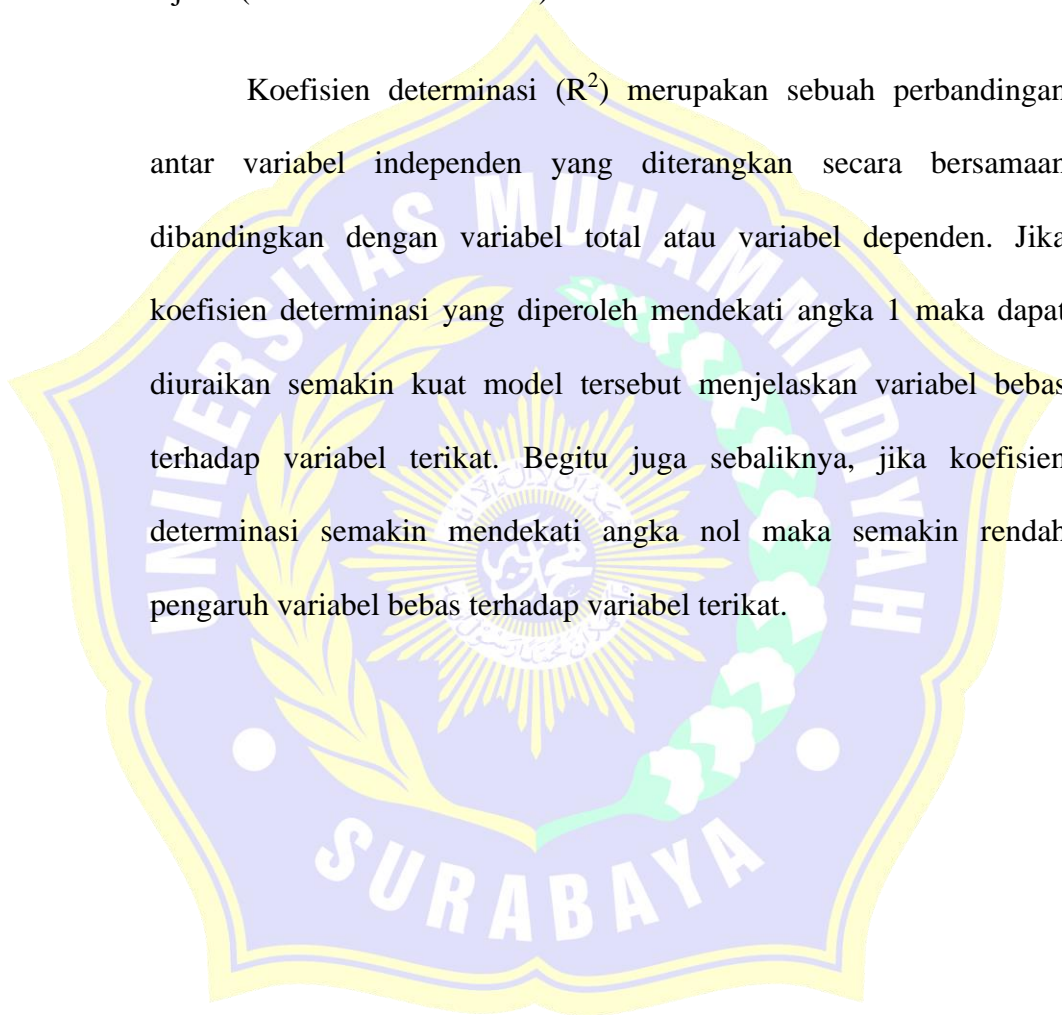 Koefisien determinasi (R²) merupakan sebuah perbandingan
antar variabel independen yang diterangkan secara bersamaan
dibandingkan dengan variabel total atau variabel dependen. Jika
koefisien determinasi yang diperoleh mendekati angka 1 maka dapat
diuraikan semakin kuat model tersebut menjelaskan variabel bebas
terhadap variabel terikat. Begitu juga sebaliknya, jika koefisien
determinasi semakin mendekati angka nol maka semakin rendah
pengaruh variabel bebas terhadap variabel terikat.
UNIVERSITAS MUHAMMADIYAH
SURABAYA